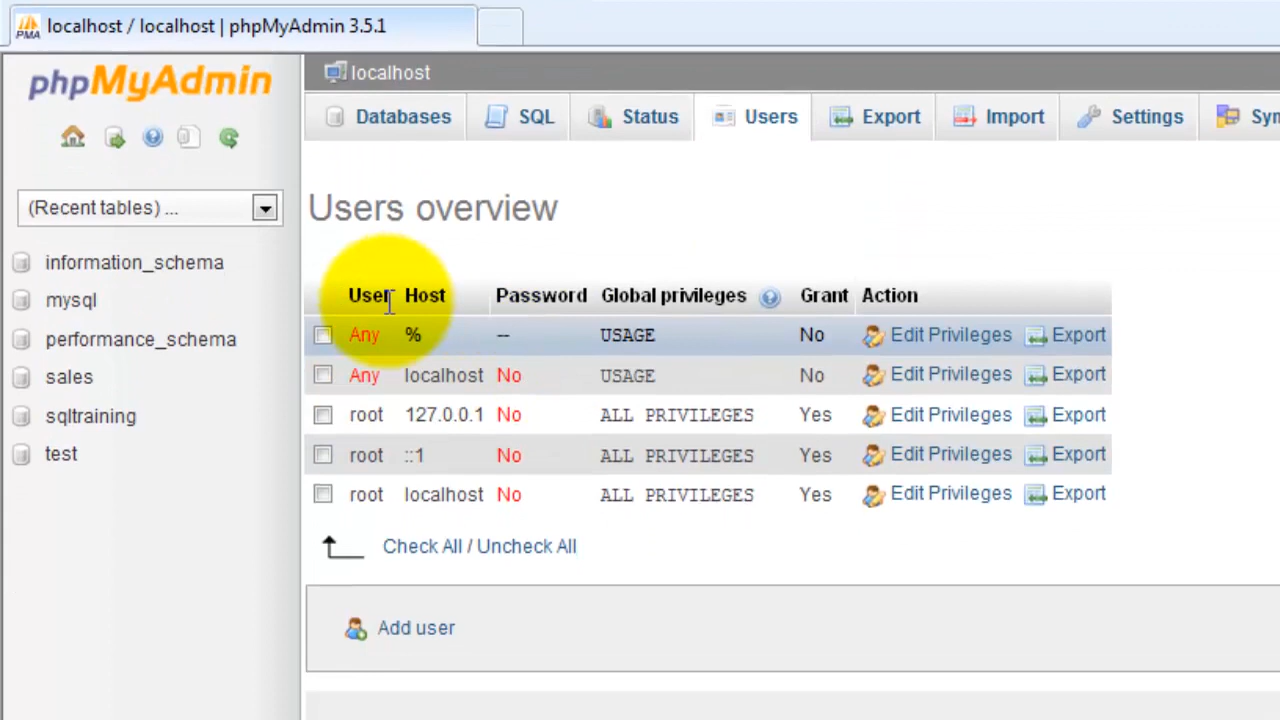 localhost / localhost | phpMyAdmin 3.5.1
phpMyAdmin
localhost
Databases SQL Status Users Export Import Settings Syn
(Recent tables) ...
information_schema
mysql
performance_schema
sales
sqltraining
test
Users overview
User Host Password Global privileges Grant Action
Any % -- USAGE No Edit Privileges Export
Any localhost No USAGE No Edit Privileges Export
root 127.0.0.1 No ALL PRIVILEGES Yes Edit Privileges Export
root ::1 No ALL PRIVILEGES Yes Edit Privileges Export
root localhost No ALL PRIVILEGES Yes Edit Privileges Export
Check All / Uncheck All
Add user